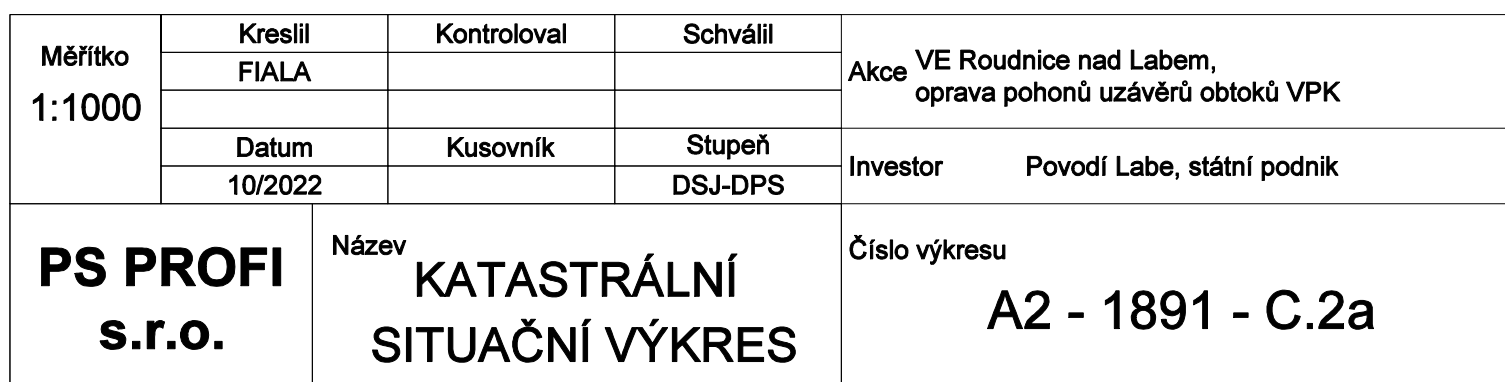 Měřítko
1:1000
Kreslil Kontroloval Schválil
FIALA
Datum Kusovník Stupeň
10/2022 DSJ-DPS
Akce VE Roudnice nad Labem,
oprava pohonů uzávěrů obtoků VPK
Investor Povodí Labe, státní podnik
PS PROFI
s.r.o.
Název
KATASTRÁLNÍ
SITUAČNÍ VÝKRES
Číslo výkresu
A2 - 1891 - C.2a